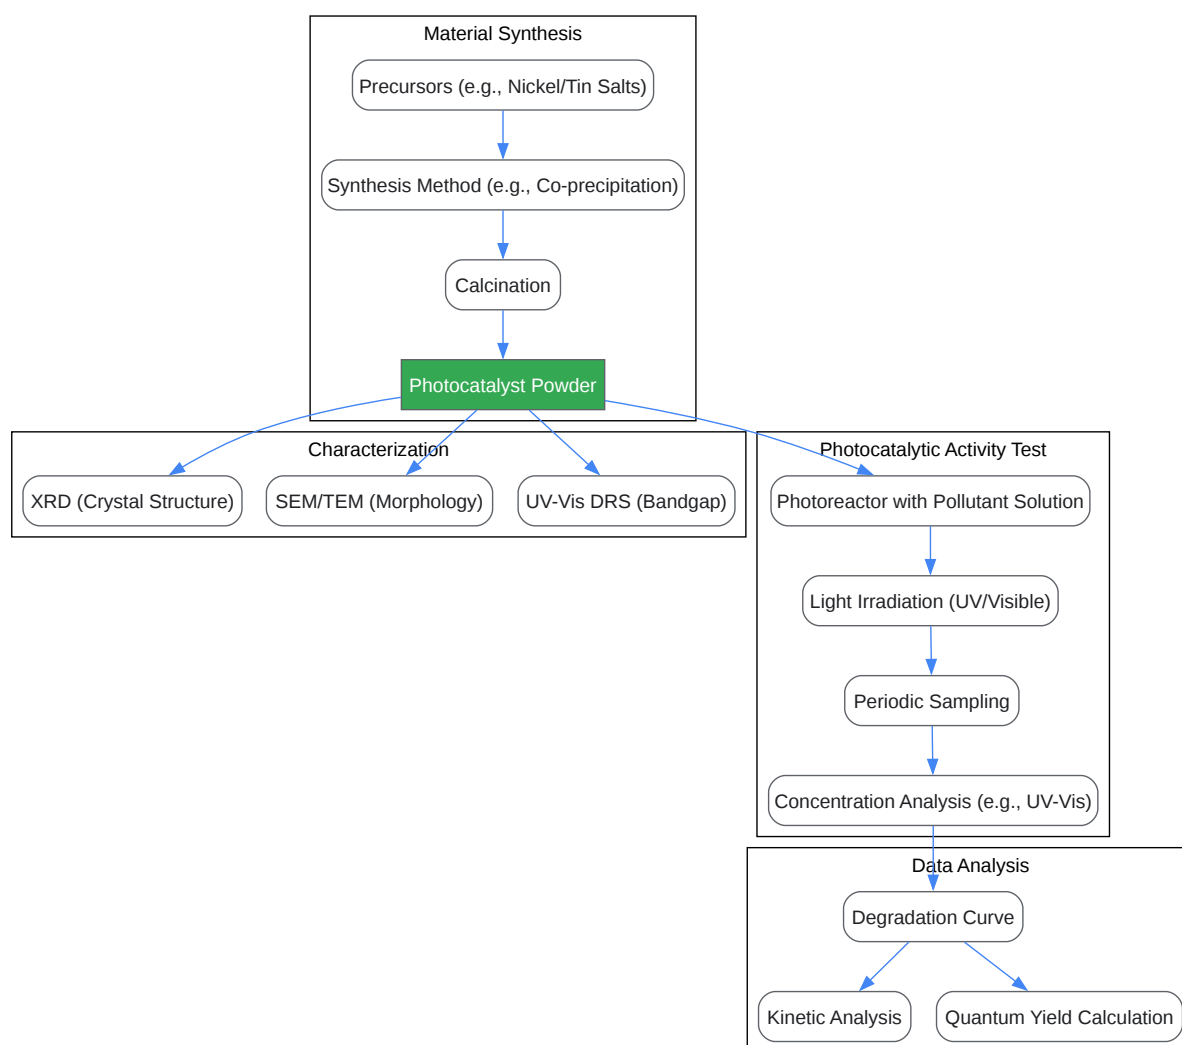 Material Synthesis
Precursors (e.g., Nickel/Tin Salts)
Synthesis Method (e.g., Co-precipitation)
Calcination
Photocatalyst Powder
Characterization
XRD (Crystal Structure)
SEM/TEM (Morphology)
UV-Vis DRS (Bandgap)
Photocatalytic Activity Test
Photoreactor with Pollutant Solution
Light Irradiation (UV/Visible)
Periodic Sampling
Concentration Analysis (e.g., UV-Vis)
Data Analysis
Degradation Curve
Kinetic Analysis
Quantum Yield Calculation